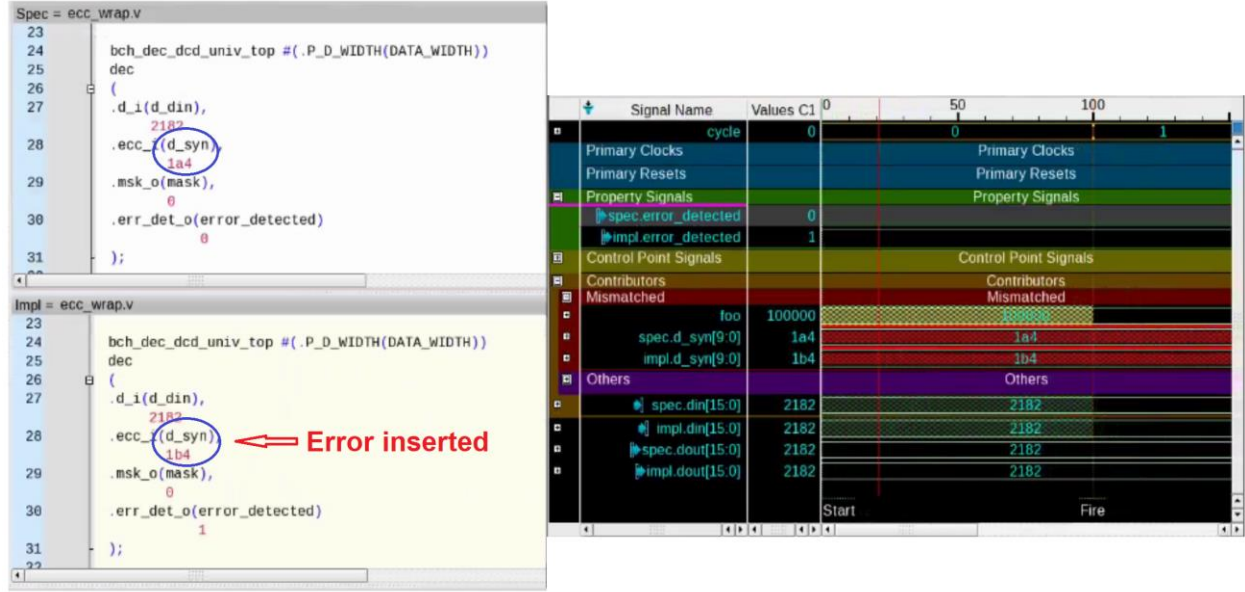 Spec = ecc_wrap.v
23
24 bch_dec_dcd_univ_top #(.P_D_WIDTH(DATA_WIDTH))
25 dec
26 (
27 .d_i(d_din),
2182
28 .ecc_i(d_syn),
1a4
29 .msk_o(mask),
0
30 .err_det_o(error_detected)
0
31 );
Impl = ecc_wrap.v
23
24 bch_dec_dcd_univ_top #(.P_D_WIDTH(DATA_WIDTH))
25 dec
26 (
27 .d_i(d_din),
2182
28 .ecc_i(d_syn), Error inserted
1b4
29 .msk_o(mask),
0
30 .err_det_o(error_detected)
1
31 );
Signal Name Values C1 0 50 100
cycle 0 0 1
Primary Clocks Primary Clocks
Primary Resets Primary Resets
Property Signals Property Signals
spec.error_detected 0
impl.error_detected 1
Control Point Signals Control Point Signals
Contributors Contributors
Mismatched Mismatched
foo 100000 100000
spec.d_syn[9:0] 1a4 1a4
impl.d_syn[9:0] 1b4 1b4
Others Others
spec.din[15:0] 2182 2182
impl.din[15:0] 2182 2182
spec.dout[15:0] 2182 2182
impl.dout[15:0] 2182 2182
Start Fire